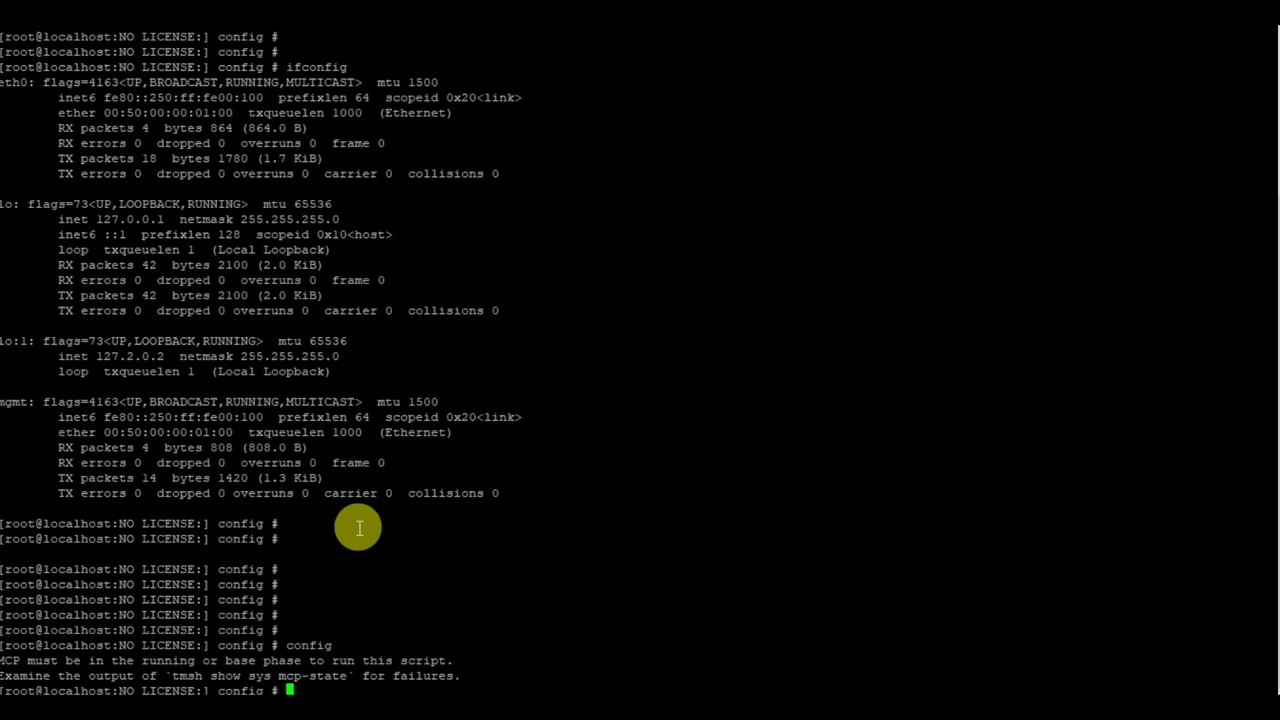 [root@localhost:NO LICENSE:] config #
[root@localhost:NO LICENSE:] config #
[root@localhost:NO LICENSE:] config # ifconfig
eth0: flags=4163<UP,BROADCAST,RUNNING,MULTICAST>  mtu 1500
inet6 fe80::250:ff:fe00:100  prefixlen 64  scopeid 0x20<link>
ether 00:50:00:00:01:00  txqueuelen 1000  (Ethernet)
RX packets 4  bytes 864 (864.0 B)
RX errors 0  dropped 0  overruns 0  frame 0
TX packets 18  bytes 1780 (1.7 KiB)
TX errors 0  dropped 0 overruns 0  carrier 0  collisions 0
lo: flags=73<UP,LOOPBACK,RUNNING>  mtu 65536
inet 127.0.0.1  netmask 255.255.255.0
inet6 ::1  prefixlen 128  scopeid 0x10<host>
loop  txqueuelen 1  (Local Loopback)
RX packets 42  bytes 2100 (2.0 KiB)
RX errors 0  dropped 0  overruns 0  frame 0
TX packets 42  bytes 2100 (2.0 KiB)
TX errors 0  dropped 0 overruns 0  carrier 0  collisions 0
lo:1: flags=73<UP,LOOPBACK,RUNNING>  mtu 65536
inet 127.2.0.2  netmask 255.255.255.0
loop  txqueuelen 1  (Local Loopback)
mgmt: flags=4163<UP,BROADCAST,RUNNING,MULTICAST>  mtu 1500
inet6 fe80::250:ff:fe00:100  prefixlen 64  scopeid 0x20<link>
ether 00:50:00:00:01:00  txqueuelen 1000  (Ethernet)
RX packets 4  bytes 808 (808.0 B)
RX errors 0  dropped 0  overruns 0  frame 0
TX packets 14  bytes 1420 (1.3 KiB)
TX errors 0  dropped 0 overruns 0  carrier 0  collisions 0
[root@localhost:NO LICENSE:] config #
[root@localhost:NO LICENSE:] config #
[root@localhost:NO LICENSE:] config #
[root@localhost:NO LICENSE:] config #
[root@localhost:NO LICENSE:] config #
[root@localhost:NO LICENSE:] config #
[root@localhost:NO LICENSE:] config #
[root@localhost:NO LICENSE:] config # config
MCP must be in the running or base phase to run this script.
Examine the output of `tmsh show sys mcp-state` for failures.
[root@localhost:NO LICENSE:] config #